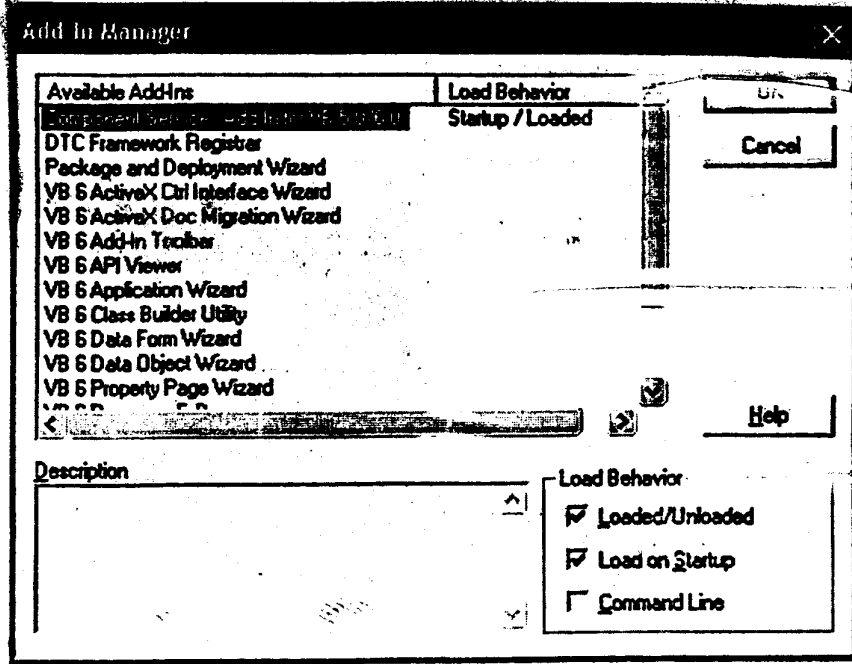 Add-In Manager
Available Add-Ins Load Behavior
Startup / Loaded
DTC Framework Registrar
Package and Deployment Wizard
VB 6 ActiveX Ctrl Interface Wizard
VB 6 ActiveX Doc Migration Wizard
VB 6 Add-In Toolbar
VB 6 API Viewer
VB 6 Application Wizard
VB 6 Class Builder Utility
VB 6 Data Form Wizard
VB 6 Data Object Wizard
VB 6 Property Page Wizard
OK
Cancel
Help
Description
Load Behavior
Loaded/Unloaded
Load on Startup
Command Line